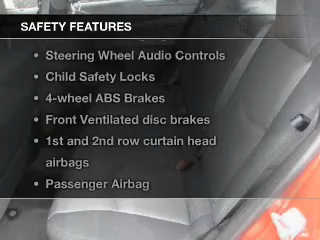 SAFETY FEATURES
• Steering Wheel Audio Controls
• Child Safety Locks
• 4-wheel ABS Brakes
• Front Ventilated disc brakes
• 1st and 2nd row curtain head
airbags
• Passenger Airbag